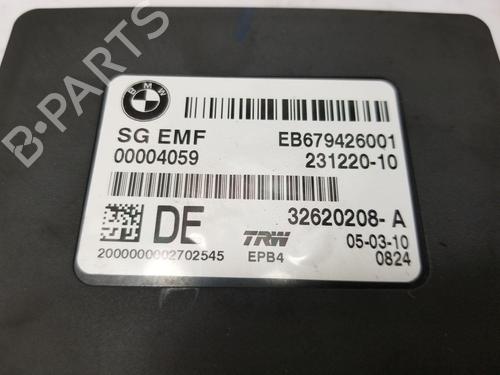 BMW
SG EMF EB679426001
00004059 231220-10
DE 32620208- A
TRW 05-03-10
2000000002702545 EPB4 0824
B-Parts